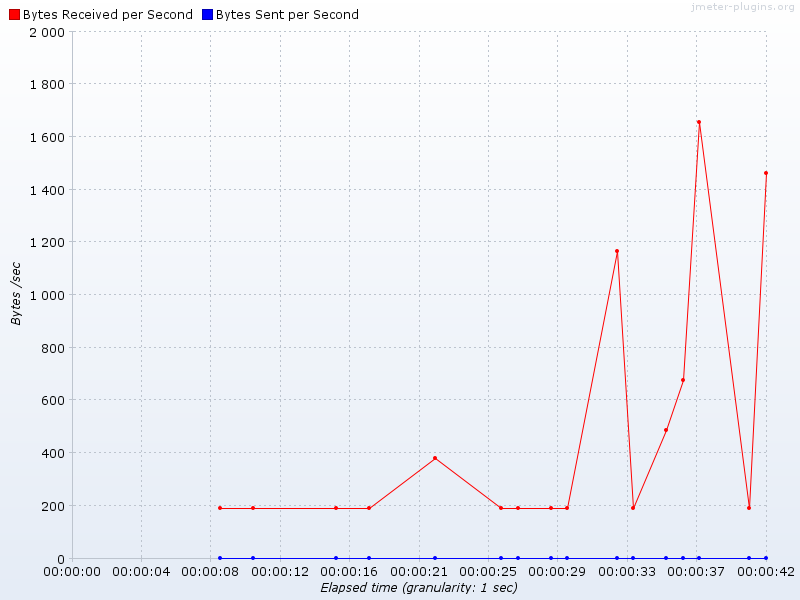 jmeter-plugins.org
Bytes Received per Second Bytes Sent per Second
2 000
1 800
1 600
1 400
1 200
1 000
800
600
400
200
0
Bytes /sec
00:00:00 00:00:04 00:00:08 00:00:12 00:00:16 00:00:21 00:00:25 00:00:29 00:00:33 00:00:37 00:00:42
Elapsed time (granularity: 1 sec)